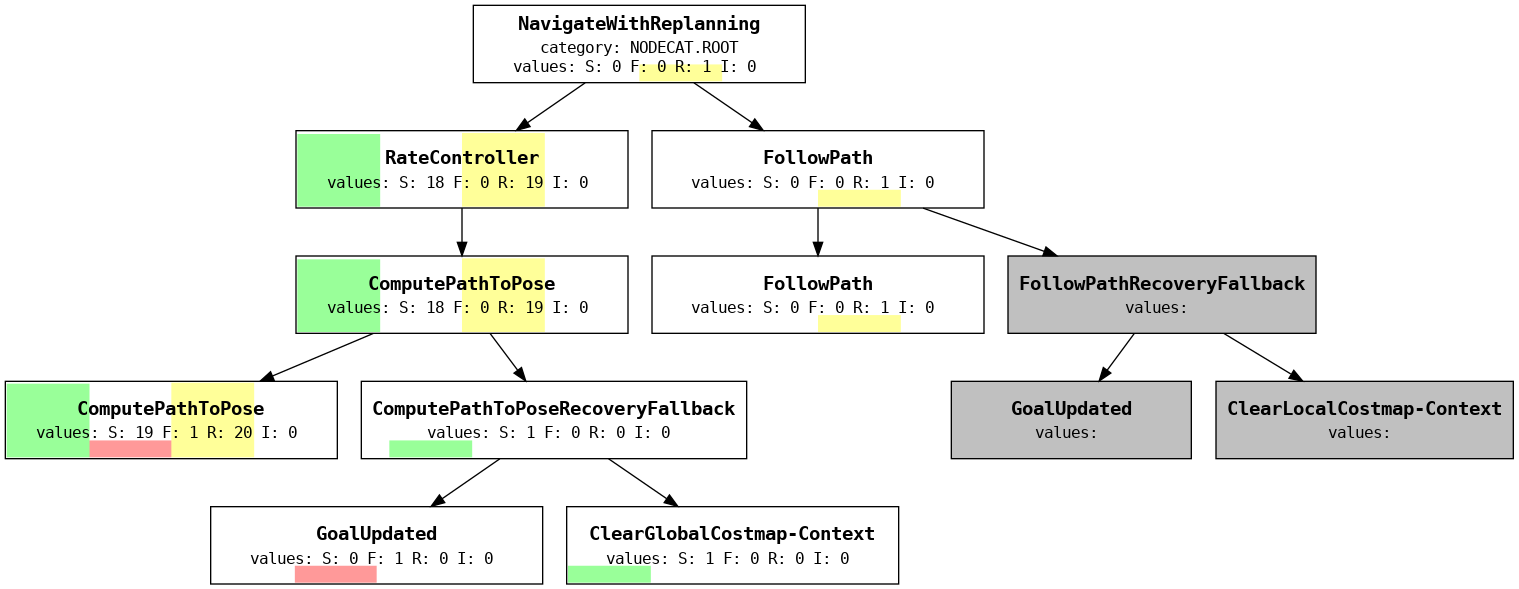 NavigateWithReplanning
category: NODECAT.ROOT
values: S: 0 F: 0 R: 1 I: 0
RateController
values: S: 18 F: 0 R: 19 I: 0
FollowPath
values: S: 0 F: 0 R: 1 I: 0
ComputePathToPose
values: S: 18 F: 0 R: 19 I: 0
FollowPath
values: S: 0 F: 0 R: 1 I: 0
FollowPathRecoveryFallback
values:
ComputePathToPose
values: S: 19 F: 1 R: 20 I: 0
ComputePathToPoseRecoveryFallback
values: S: 1 F: 0 R: 0 I: 0
GoalUpdated
values:
ClearLocalCostmap-Context
values:
GoalUpdated
values: S: 0 F: 1 R: 0 I: 0
ClearGlobalCostmap-Context
values: S: 1 F: 0 R: 0 I: 0